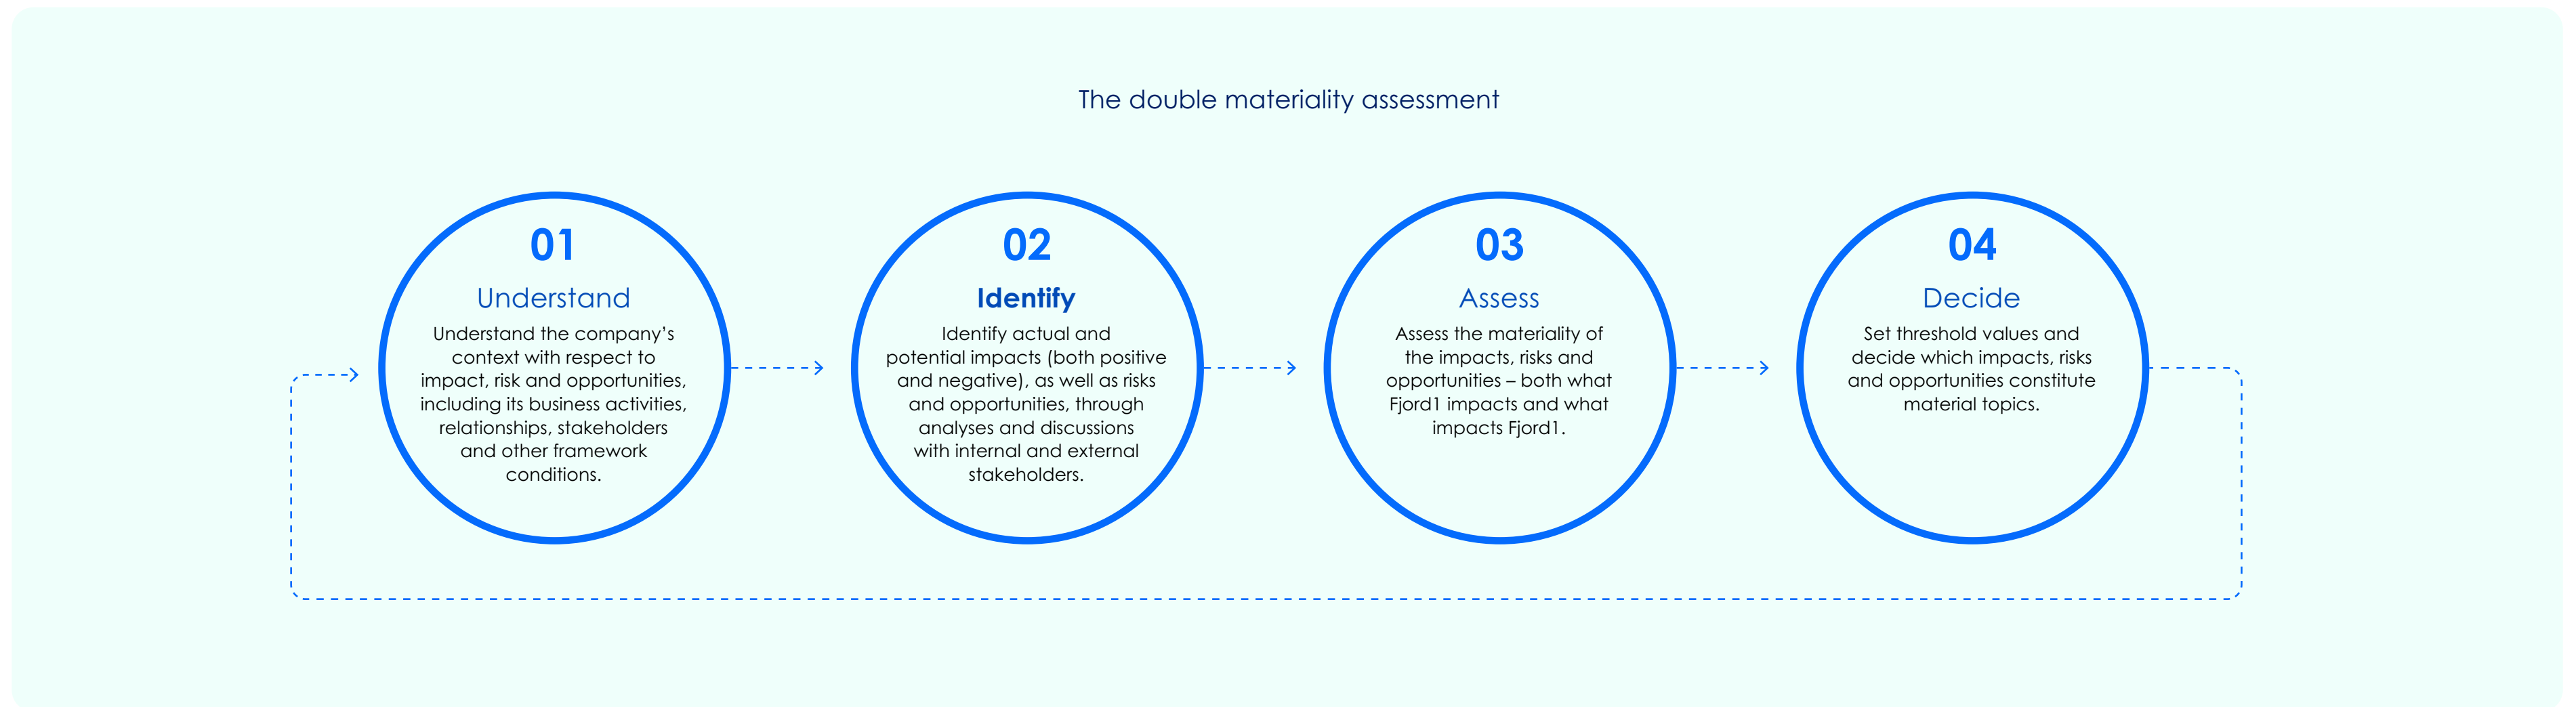 The double materiality assessment
01
Understand
Understand the company’s
context with respect to
impact, risk and opportunities,
including its business activities,
relationships, stakeholders
and other framework
conditions.
02
Identify
Identify actual and
potential impacts (both positive
and negative), as well as risks
and opportunities, through
analyses and discussions
with internal and external
stakeholders.
03
Assess
Assess the materiality of
the impacts, risks and
opportunities – both what
Fjord1 impacts and what
impacts Fjord1.
04
Decide
Set threshold values and
decide which impacts, risks
and opportunities constitute
material topics.